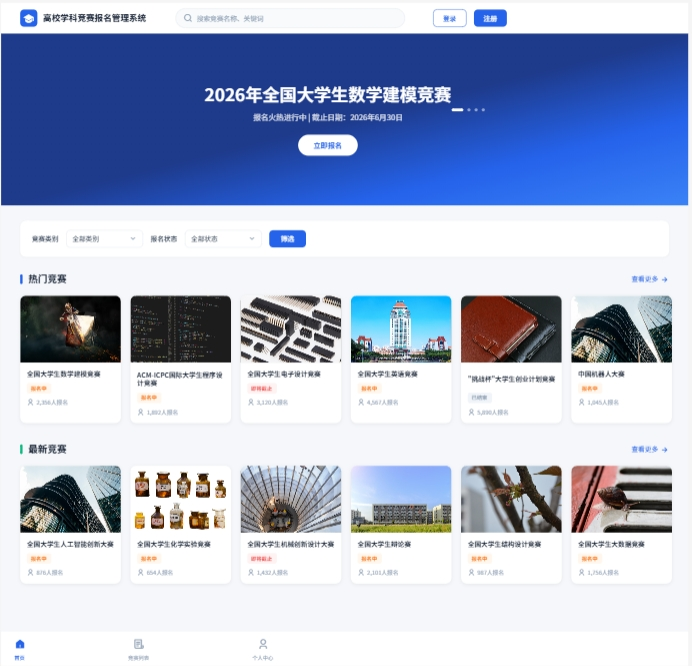 高校学科竞赛报名管理系统
搜索竞赛名称、关键词
登录
注册
2026年全国大学生数学建模竞赛
报名火热进行中 | 截止日期：2026年6月30日
立即报名
竞赛类别
全部类别
报名状态
全部状态
筛选
热门竞赛
查看更多 →
全国大学生数学建模竞赛
报名中
2,356人报名
ACM-ICPC国际大学生程序设计竞赛
报名中
1,892人报名
全国大学生电子设计竞赛
即将截止
3,120人报名
全国大学生英语竞赛
报名中
4,567人报名
"挑战杯"大学生创业计划竞赛
已结束
5,898人报名
中国机器人大赛
报名中
1,045人报名
最新竞赛
查看更多 →
全国大学生人工智能创新大赛
报名中
876人报名
全国大学生化学实验竞赛
报名中
654人报名
全国大学生机械创新设计大赛
即将截止
1,432人报名
全国大学生辩论赛
报名中
2,101人报名
全国大学生结构设计竞赛
报名中
987人报名
全国大学生大数据竞赛
报名中
1,756人报名
首页
竞赛列表
个人中心